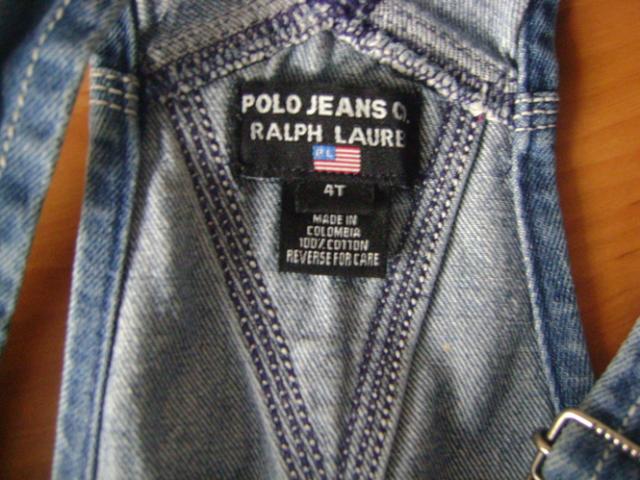 POLO JEANS C
RALPH LAURE
PL
4T
MADE IN
COLOMBIA
100% COTTON
REVERSE FOR CARE